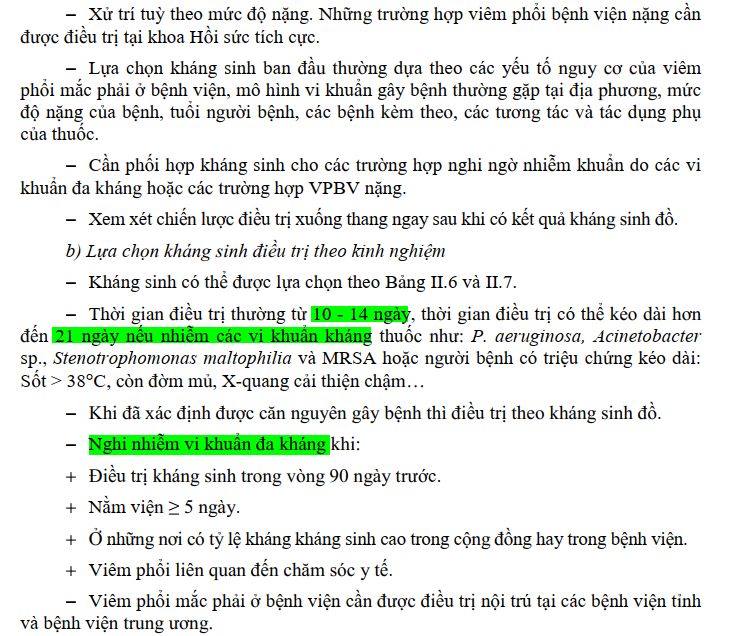 – Xử trí tuỳ theo mức độ nặng. Những trường hợp viêm phổi bệnh viện nặng cần
được điều trị tại khoa Hồi sức tích cực.
– Lựa chọn kháng sinh ban đầu thường dựa theo các yếu tố nguy cơ của viêm
phổi mắc phải ở bệnh viện, mô hình vi khuẩn gây bệnh thường gặp tại địa phương, mức
độ nặng của bệnh, tuổi người bệnh, các bệnh kèm theo, các tương tác và tác dụng phụ
của thuốc.
– Cần phối hợp kháng sinh cho các trường hợp nghi ngờ nhiễm khuẩn do các vi
khuẩn đa kháng hoặc các trường hợp VPBV nặng.
– Xem xét chiến lược điều trị xuống thang ngay sau khi có kết quả kháng sinh đồ.
b) Lựa chọn kháng sinh điều trị theo kinh nghiệm
– Kháng sinh có thể được lựa chọn theo Bảng II.6 và II.7.
– Thời gian điều trị thường từ 10 - 14 ngày, thời gian điều trị có thể kéo dài hơn
đến 21 ngày nếu nhiễm các vi khuẩn kháng thuốc như: P. aeruginosa, Acinetobacter
sp., Stenotrophomonas maltophilia và MRSA hoặc người bệnh có triệu chứng kéo dài:
Sốt > 38°C, còn đờm mủ, X-quang cải thiện chậm…
– Khi đã xác định được căn nguyên gây bệnh thì điều trị theo kháng sinh đồ.
– Nghi nhiễm vi khuẩn đa kháng khi:
+ Điều trị kháng sinh trong vòng 90 ngày trước.
+ Nằm viện ≥ 5 ngày.
+ Ở những nơi có tỷ lệ kháng kháng sinh cao trong cộng đồng hay trong bệnh viện.
+ Viêm phổi liên quan đến chăm sóc y tế.
– Viêm phổi mắc phải ở bệnh viện cần được điều trị nội trú tại các bệnh viện tỉnh
và bệnh viện trung ương.